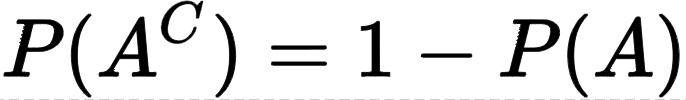 P(A^C) = 1 − P(A)